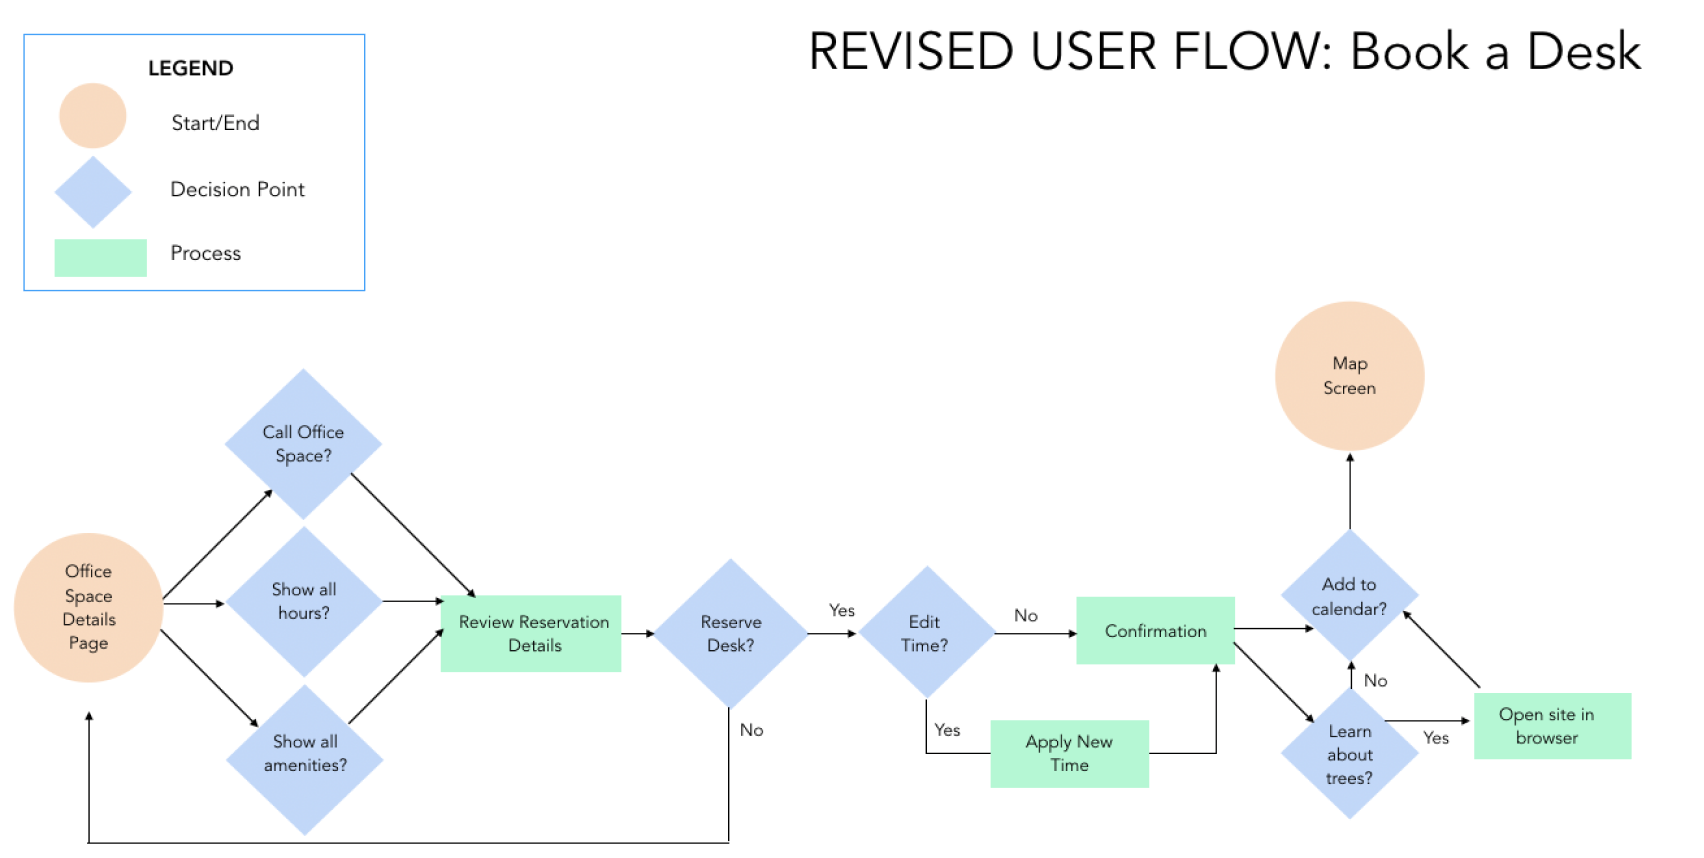 REVISED USER FLOW: Book a Desk
LEGEND
Start/End
Decision Point
Process
Office
Space
Details
Page
Call Office
Space?
Show all
hours?
Show all
amenities?
Review Reservation
Details
Reserve
Desk?
No
Yes
Edit
Time?
No
Yes
Apply New
Time
Confirmation
Learn
about
trees?
No
Yes
Open site in
browser
Add to
calendar?
Map
Screen